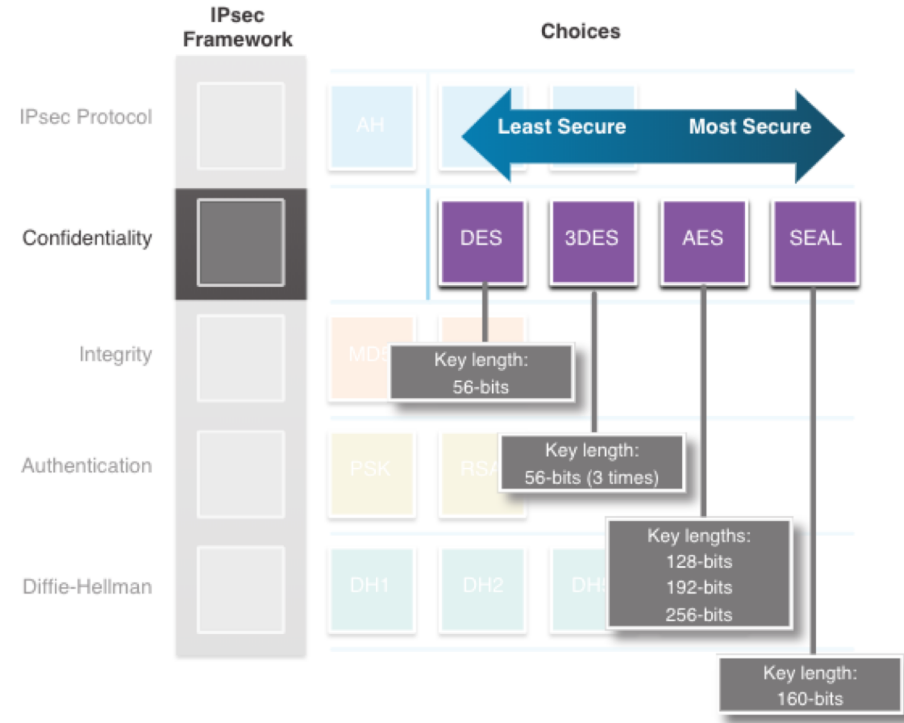 IPsec
Framework
Choices
IPsec Protocol
AH
Least Secure
Most Secure
Confidentiality
DES
3DES
AES
SEAL
Integrity
Key length:
56-bits
Authentication
PSK
Key length:
56-bits (3 times)
Diffie-Hellman
DH1
DH2
Key lengths:
128-bits
192-bits
256-bits
Key length:
160-bits